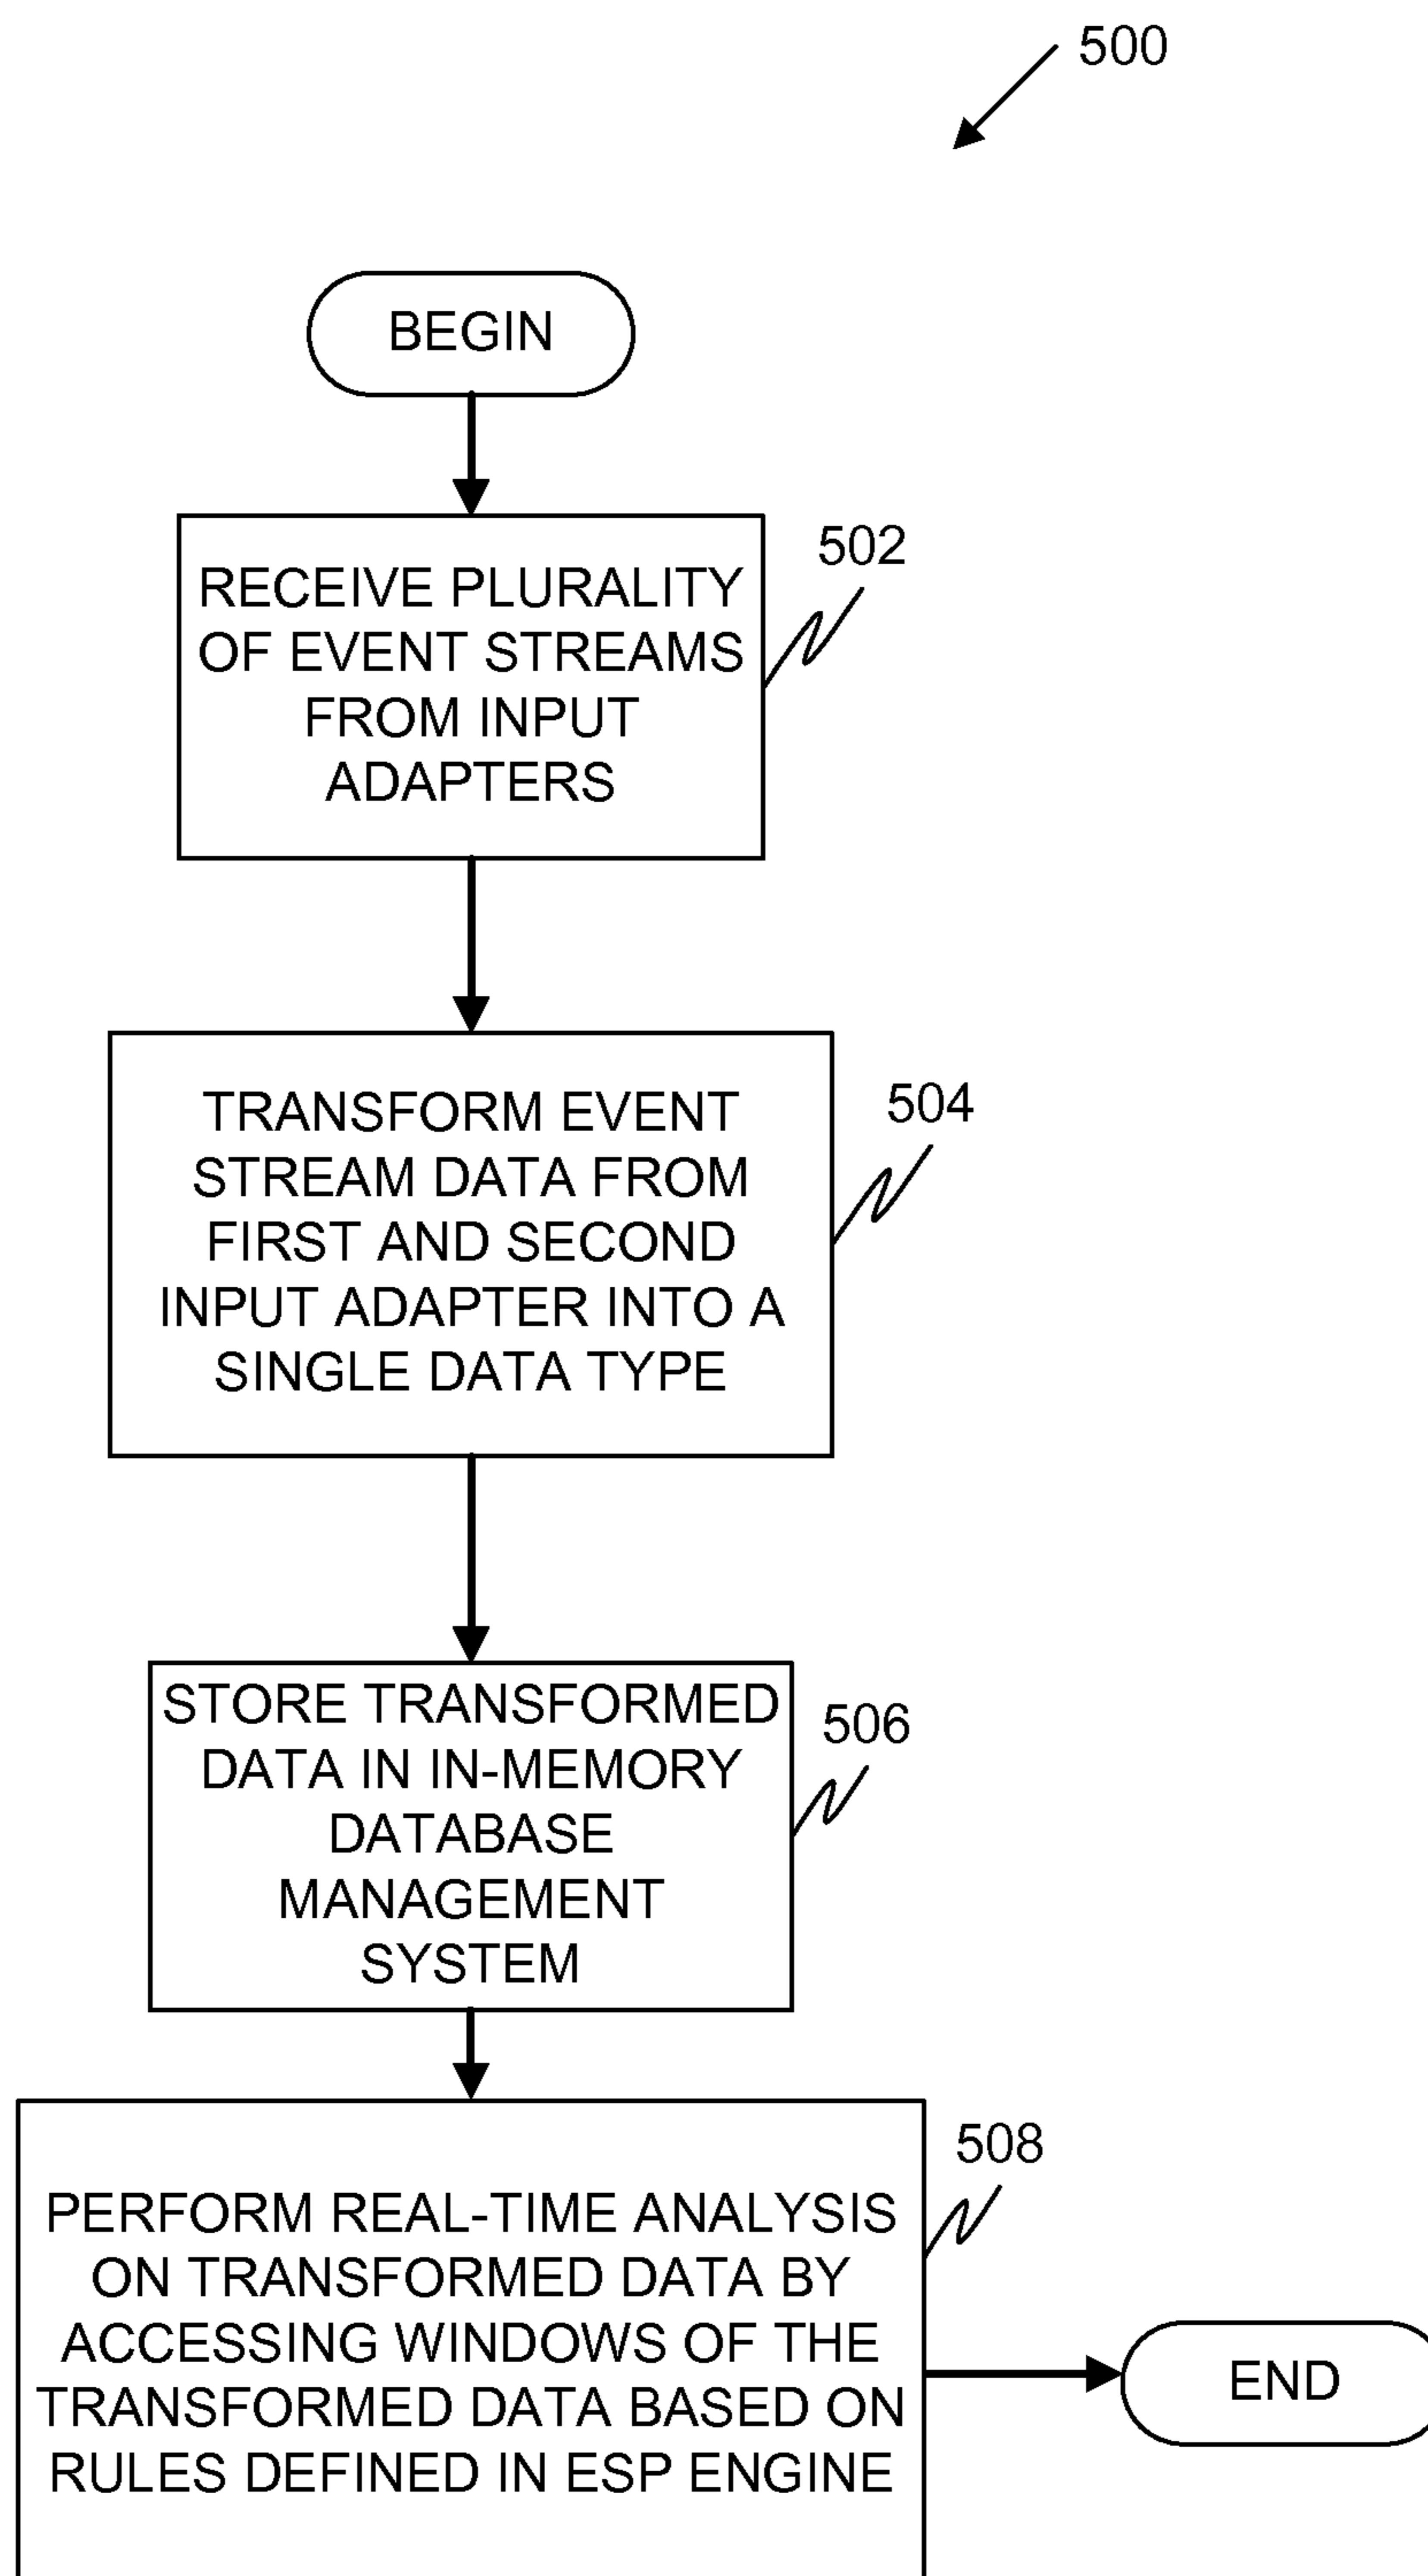 500
BEGIN
502
RECEIVE PLURALITY
OF EVENT STREAMS
FROM INPUT
ADAPTERS
504
TRANSFORM EVENT
STREAM DATA FROM
FIRST AND SECOND
INPUT ADAPTER INTO A
SINGLE DATA TYPE
506
STORE TRANSFORMED
DATA IN IN-MEMORY
DATABASE
MANAGEMENT
SYSTEM
508
PERFORM REAL-TIME ANALYSIS
ON TRANSFORMED DATA BY
ACCESSING WINDOWS OF THE
TRANSFORMED DATA BASED ON
RULES DEFINED IN ESP ENGINE
END